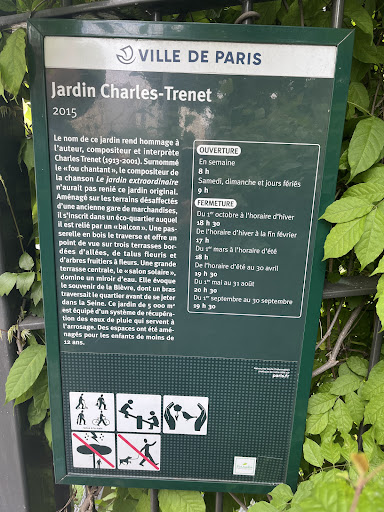 VILLE DE PARIS
Jardin Charles-Trenet
2015
Le nom de ce jardin rend hommage à
l'auteur, compositeur et interprète
Charles Trenet (1913-2001). Surnommé
le « fou chantant », le compositeur de
la chanson Le jardin extraordinaire
n'aurait pas renié ce jardin original.
Aménagé sur les terrains désaffectés
d'une ancienne gare de marchandises,
il s'inscrit dans un éco-quartier auquel
il est relié par un « balcon ». Une pas-
serelle en bois le traverse et offre un
point de vue sur trois terrasses bor-
dées d'allées, de talus fleuris et
d'arbres fruitiers à fleurs. Une grande
terrasse centrale, le « salon solaire »,
domine un miroir d'eau. Elle évoque
le souvenir de la Bièvre, dont un bras
traversait le quartier avant de se jeter
dans la Seine. Ce jardin de 5 000 m²
est équipé d'un système de récupéra-
tion des eaux de pluie qui servent à
l'arrosage. Des espaces ont été amé-
nagés pour les enfants de moins de
12 ans.
OUVERTURE
En semaine
8 h
Samedi, dimanche et jours fériés
9 h
FERMETURE
Du 1er octobre à l'horaire d'hiver
18 h 30
De l'horaire d'hiver à la fin février
17 h
Du 1er mars à l'horaire d'été
18 h
De l'horaire d'été au 30 avril
19 h 30
Du 1er mai au 31 août
20 h 30
Du 1er septembre au 30 septembre
19 h 30
paris.fr